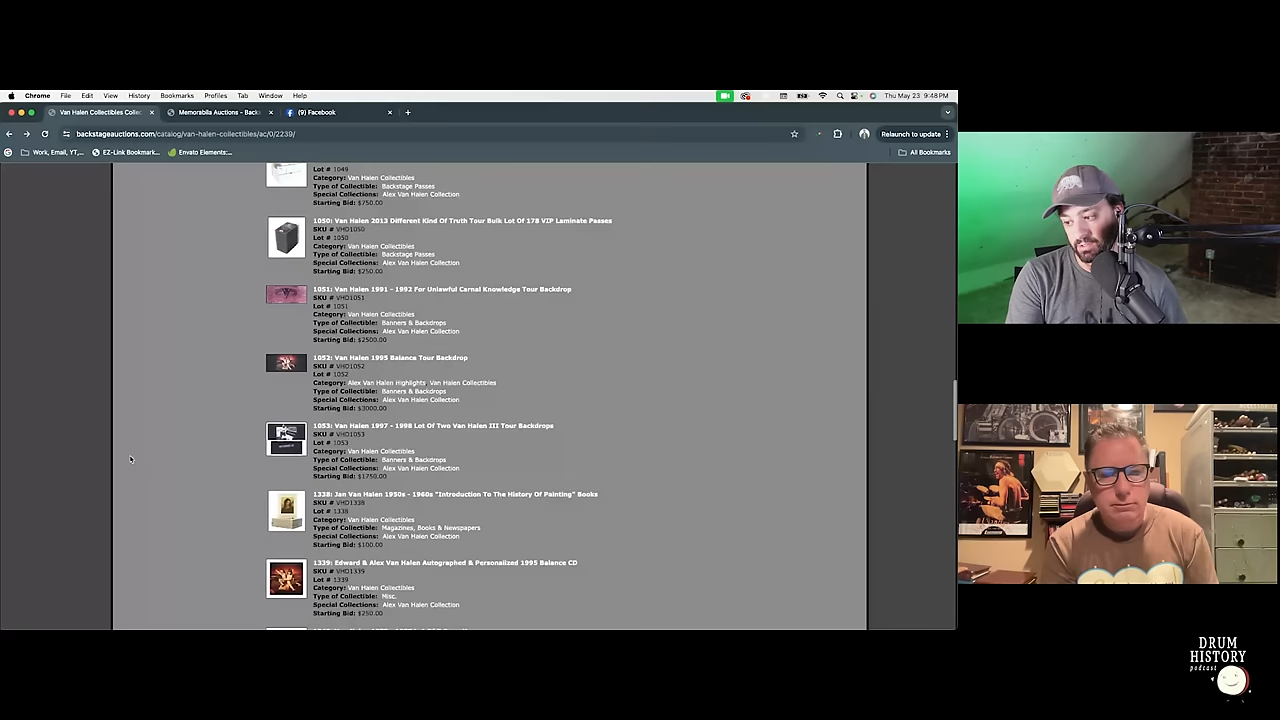 Chrome File Edit View History Bookmarks Profiles Tab Window Help
Thu May 23 9:48 PM
Van Halen Collectibles Colle
Memorabilia Auctions - Back
(9) Facebook
backstageauctions.com/catalog/van-halen-collectibles/ac/0/2239/
Relaunch to update
Work, Email, YT,... EZ-Link Bookmark... Envato Elements:...
All Bookmarks
Lot # 1049
Category: Van Halen Collectibles
Type of Collectible: Backstage Passes
Special Collections: Alex Van Halen Collection
Starting Bid: $750.00
1050: Van Halen 2013 Different Kind Of Truth Tour Bulk Lot Of 178 VIP Laminate Passes
SKU # VHD1050
Lot # 1050
Category: Van Halen Collectibles
Type of Collectible: Backstage Passes
Special Collections: Alex Van Halen Collection
Starting Bid: $250.00
1051: Van Halen 1991 - 1992 For Unlawful Carnal Knowledge Tour Backdrop
SKU # VHD1051
Lot # 1051
Category: Van Halen Collectibles
Type of Collectible: Banners & Backdrops
Special Collections: Alex Van Halen Collection
Starting Bid: $2500.00
1052: Van Halen 1995 Balance Tour Backdrop
SKU # VHD1052
Lot # 1052
Category: Alex Van Halen Highlights, Van Halen Collectibles
Type of Collectible: Banners & Backdrops
Special Collections: Alex Van Halen Collection
Starting Bid: $3000.00
1053: Van Halen 1997 - 1998 Lot Of Two Van Halen III Tour Backdrops
SKU # VHD1053
Lot # 1053
Category: Van Halen Collectibles
Type of Collectible: Banners & Backdrops
Special Collections: Alex Van Halen Collection
Starting Bid: $1750.00
1338: Jan Van Halen 1950s - 1960s "Introduction To The History Of Painting" Books
SKU # VHD1338
Lot # 1338
Category: Van Halen Collectibles
Type of Collectible: Magazines, Books & Newspapers
Special Collections: Alex Van Halen Collection
Starting Bid: $100.00
1339: Edward & Alex Van Halen Autographed & Personalized 1995 Balance CD
SKU # VHD1339
Lot # 1339
Category: Van Halen Collectibles
Type of Collectible: Misc.
Special Collections: Alex Van Halen Collection
Starting Bid: $250.00
DRUM
HISTORY
podcast